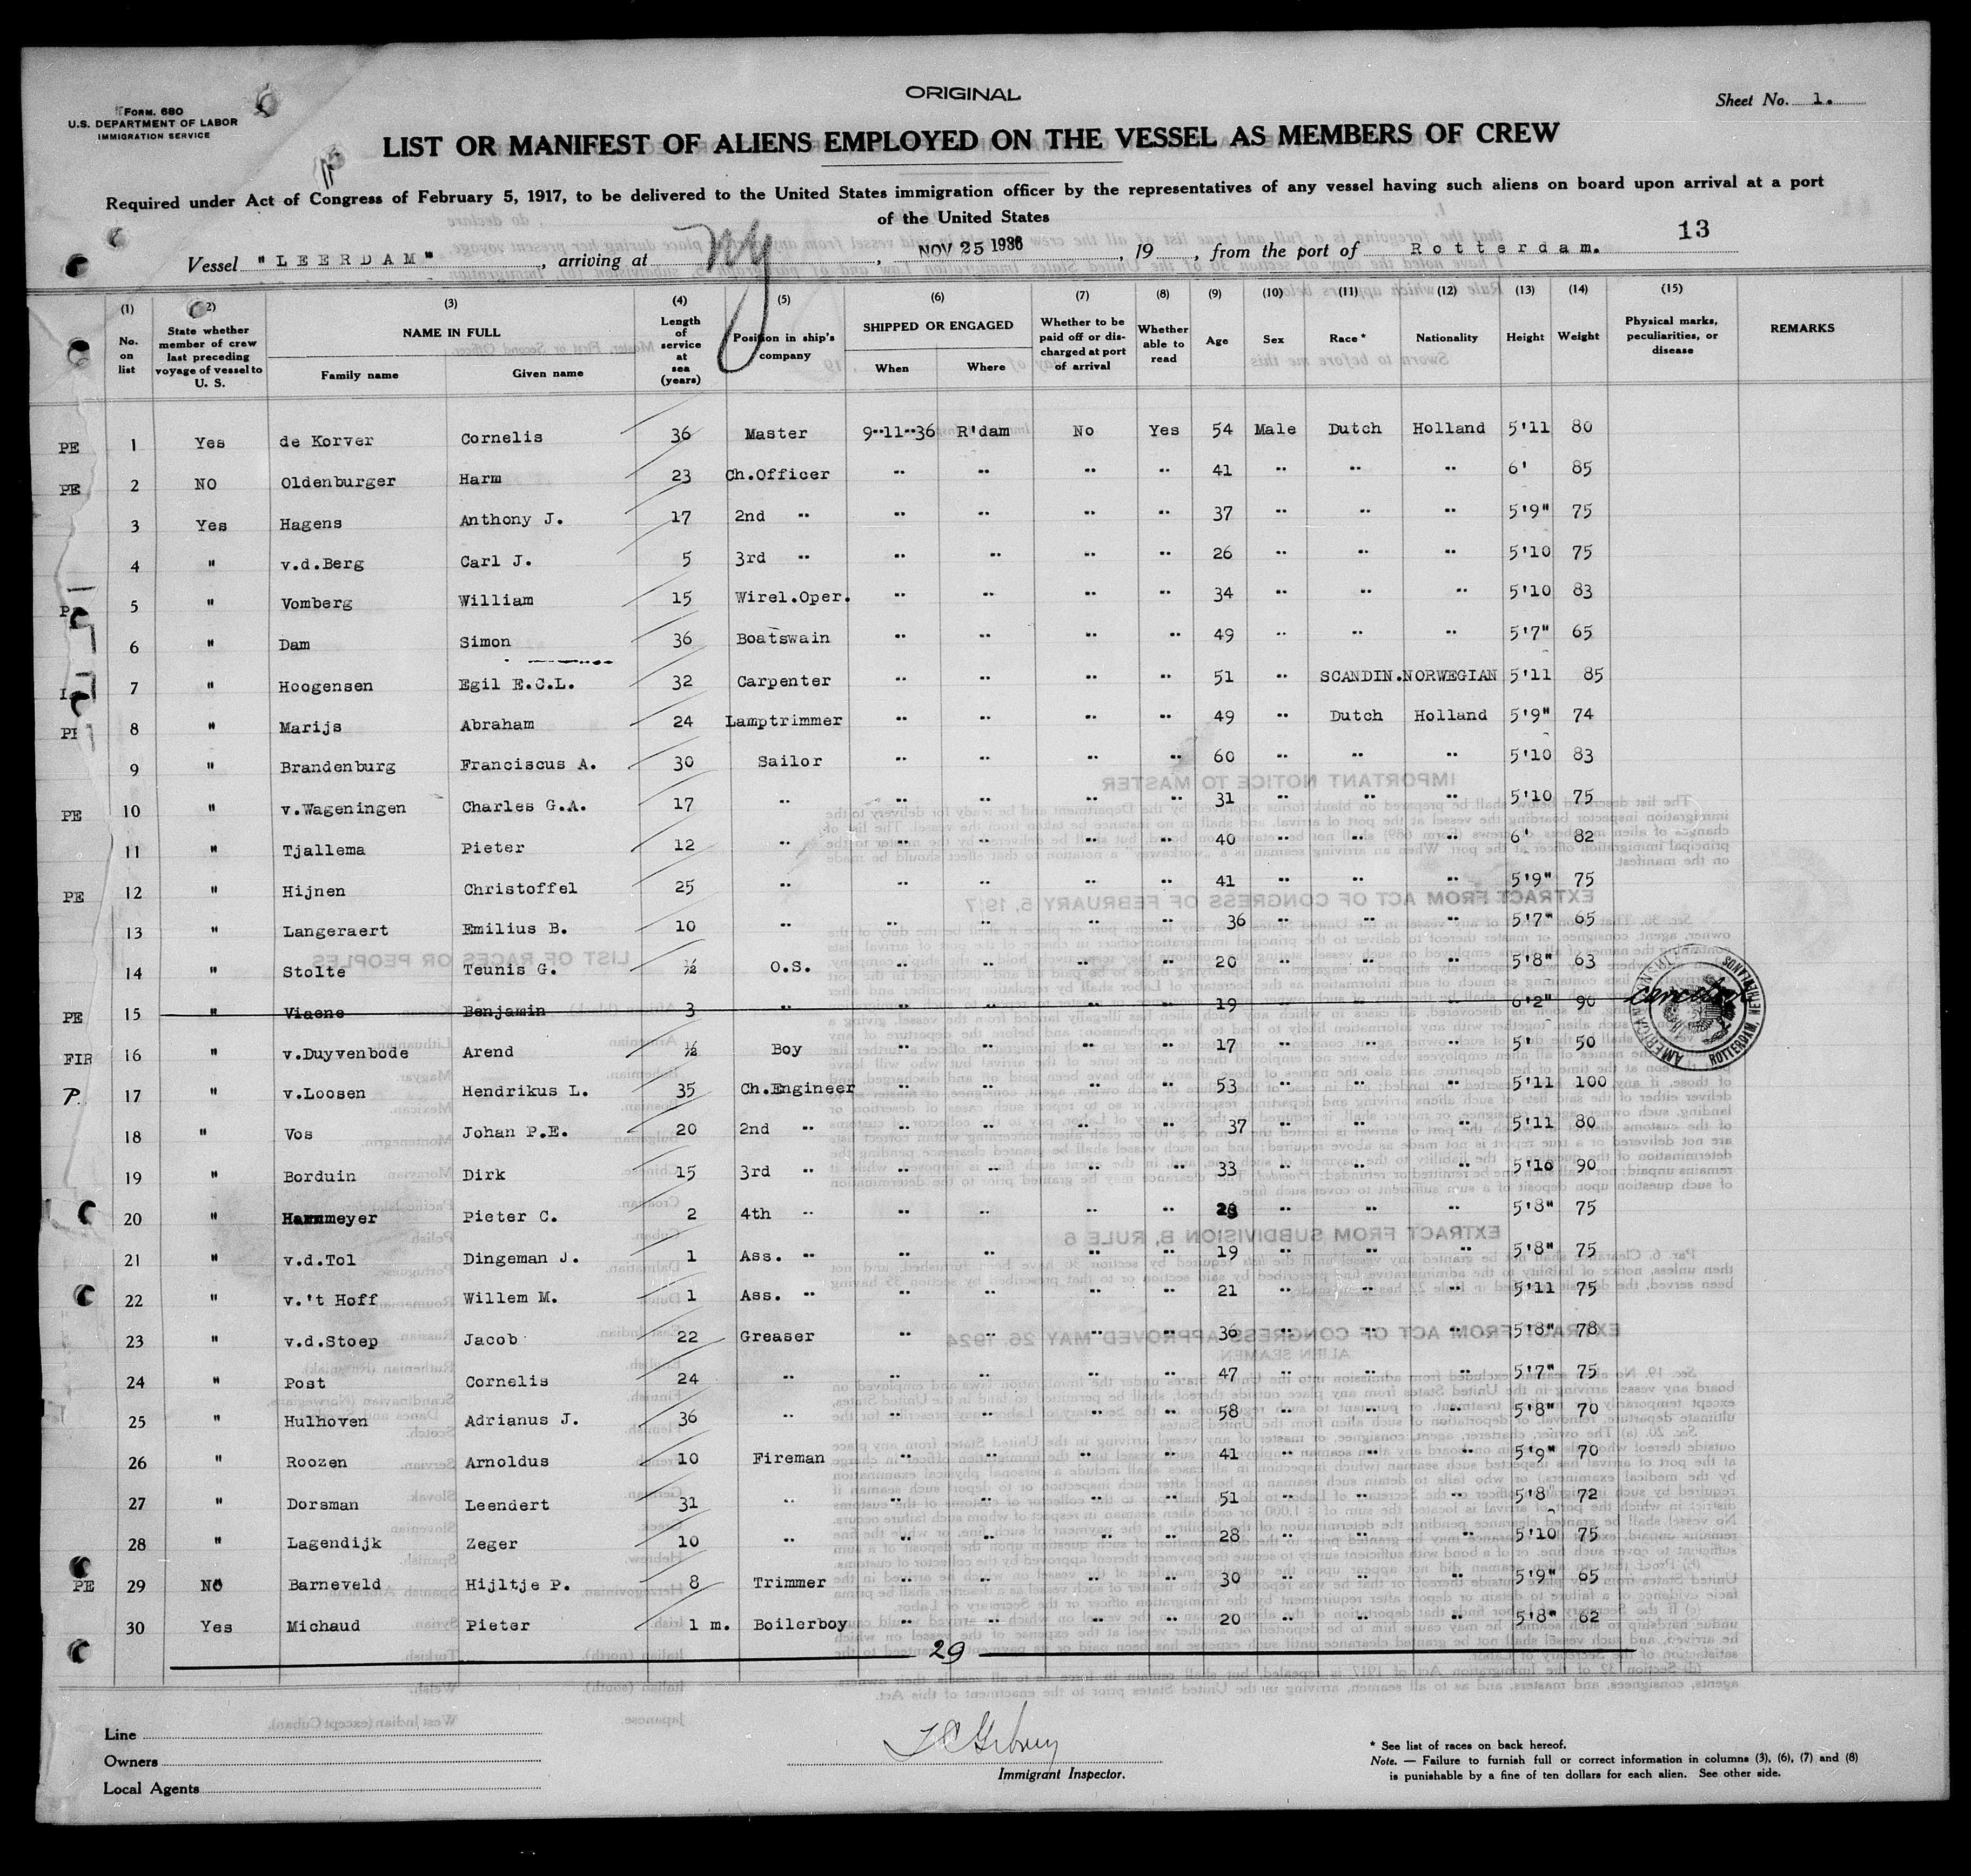 ORIGINAL
Sheet No. 1.
FORM. 680
U.S. DEPARTMENT OF LABOR
IMMIGRATION SERVICE
LIST OR MANIFEST OF ALIENS EMPLOYED ON THE VESSEL AS MEMBERS OF CREW
Required under Act of Congress of February 5, 1917, to be delivered to the United States immigration officer by the representatives of any vessel having such aliens on board upon arrival at a port
of the United States
13
Vessel "LEERDAM", arriving at NY, NOV 25 1936, 19, from the port of Rotterdam.
(1) (2) (3) (4) (5) (6) (7) (8) (9) (10) (11) (12) (13) (14) (15)
No. on list State whether member of crew last preceding voyage of vessel to U. S. NAME IN FULL Family name Given name Length of service at sea (years) Position in ship's company SHIPPED OR ENGAGED When Where Whether to be paid off or discharged at port of arrival Whether able to read Age Sex Race * Nationality Height Weight Physical marks, peculiarities, or disease REMARKS
PE 1 Yes de Korver Cornelis 36 Master 9--11--36 R'dam No Yes 54 Male Dutch Holland 5'11 80
PE 2 NO Oldenburger Harm 23 Ch.Officer " " " " 41 " " " 6' 85
3 Yes Hagens Anthony J. 17 2nd " " " " " 37 " " " 5'9" 75
4 " v.d.Berg Carl J. 5 3rd " " " " " 26 " " " 5'10 75
5 " Vomberg William 15 Wirel.Oper. " " " " 34 " " " 5'10 83
6 " Dam Simon 36 Boatswain " " " " 49 " " " 5'7" 65
7 " Hoogensen Egil E.C.L. 32 Carpenter " " " " 51 " SCANDIN. NORWEGIAN 5'11 85
8 " Marijs Abraham 24 Lamptrimmer " " " " 49 " Dutch Holland 5'9" 74
9 " Brandenburg Franciscus A. 30 Sailor " " " " 60 " " " 5'10 83
PE 10 " v.Wageningen Charles G.A. 17 " " " " " 31 " " " 5'10 75
11 " Tjallema Pieter 12 " " " " " 40 " " " 6' 82
PE 12 " Hijnen Christoffel 25 " " " " " 41 " " " 5'9" 75
13 " Langeraert Emilius B. 10 " " " " " 36 " " " 5'7" 65
14 " Stolte Teunis G. ½ O.S. " " " " 20 " " " 5'8" 63
PE 15 " Viaene Benjamin 3 " " " " " 19 " " " 6'2" 90 canceled
AMERICAN CONSUL ROTTERDAM, NETHERLANDS
FIR 16 " v.Duyvenbode Arend ½ Boy " " " " 17 " " " 5' 50
P. 17 " v.Loosen Hendrikus L. 35 Ch.Engineer " " " " 53 " " " 5'11 100
18 " Vos Johan P.E. 20 2nd " " " " " 37 " " " 5'11 80
19 " Borduin Dirk 15 3rd " " " " " 33 " " " 5'10 90
20 " Hammeyer Pieter C. 2 4th " " " " " " " " 5'8" 75
21 " v.d.Tol Dingeman J. 1 Ass. " " " " " 19 " " " 5'8" 75
22 " v.'t Hoff Willem M. 1 Ass. " " " " " 21 " " " 5'11 75
23 " v.d.Stoep Jacob 22 Greaser " " " " 36 " " " 5'8" 78
24 " Post Cornelis 24 " " " " " 47 " " " 5'7" 75
25 " Hulhoven Adrianus J. 36 " " " " " 58 " " " 5'8" 70
26 " Roozen Arnoldus 10 Fireman " " " " 41 " " " 5'9" 70
27 " Dorsman Leendert 31 " " " " " 51 " " " 5'8" 72
28 " Lagendijk Zeger 10 " " " " " 28 " " " 5'10 75
PE 29 NO Barneveld Hijltje P. 8 Trimmer " " " " 30 " " " 5'9" 65
30 Yes Michaud Pieter 1 m. Boilerboy " " " " 20 " " " 5'8" 62
29
Line
Owners
Local Agents
Immigrant Inspector.
* See list of races on back hereof.
Note. — Failure to furnish full or correct information in columns (3), (6), (7) and (8)
is punishable by a fine of ten dollars for each alien. See other side.